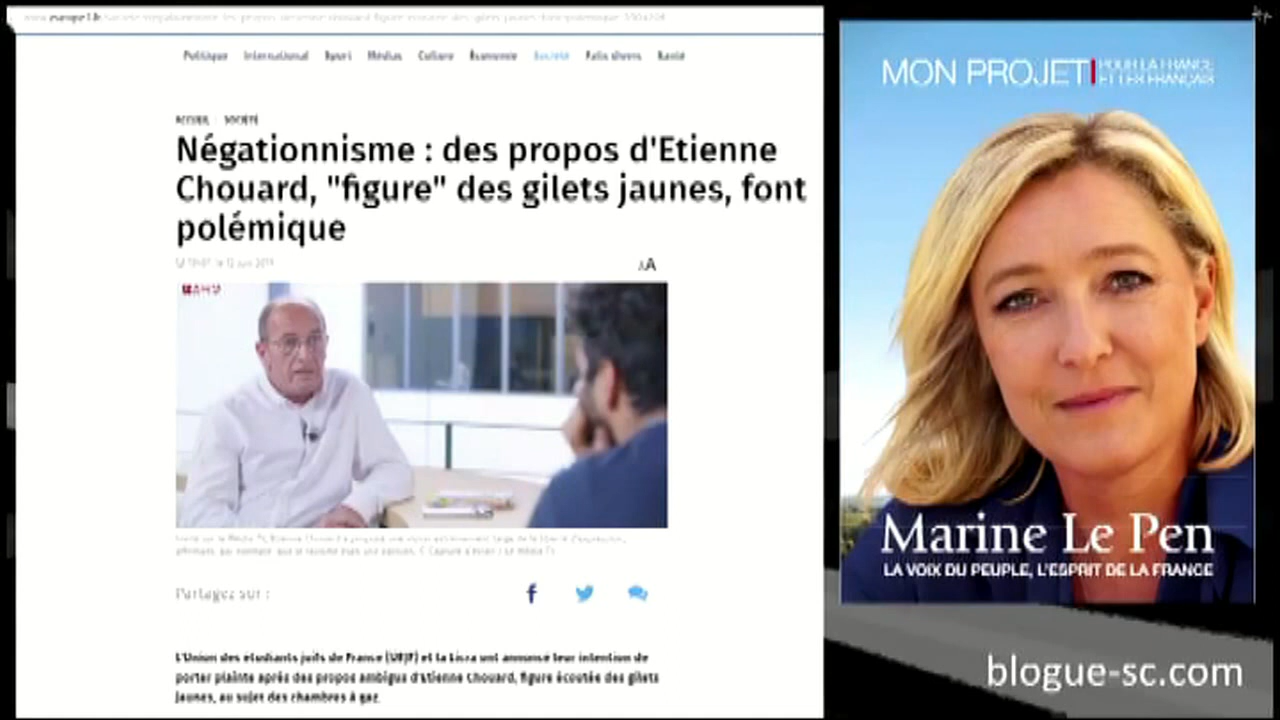 Politique International Sport Médias Culture Économie Société Faits divers Santé
ACCUEIL SOCIÉTÉ
Négationnisme : des propos d'Etienne
Chouard, "figure" des gilets jaunes, font
polémique
AA
Partagez sur :
L'Union des étudiants juifs de France (UEJF) et la Licra ont annoncé leur intention de
porter plainte après des propos ambigus d'Etienne Chouard, figure écoutée des gilets
jaunes, au sujet des chambres à gaz.
MON PROJET POUR LA FRANCE
ET LES FRANÇAIS
Marine Le Pen
LA VOIX DU PEUPLE, L'ESPRIT DE LA FRANCE
blogue-sc.com